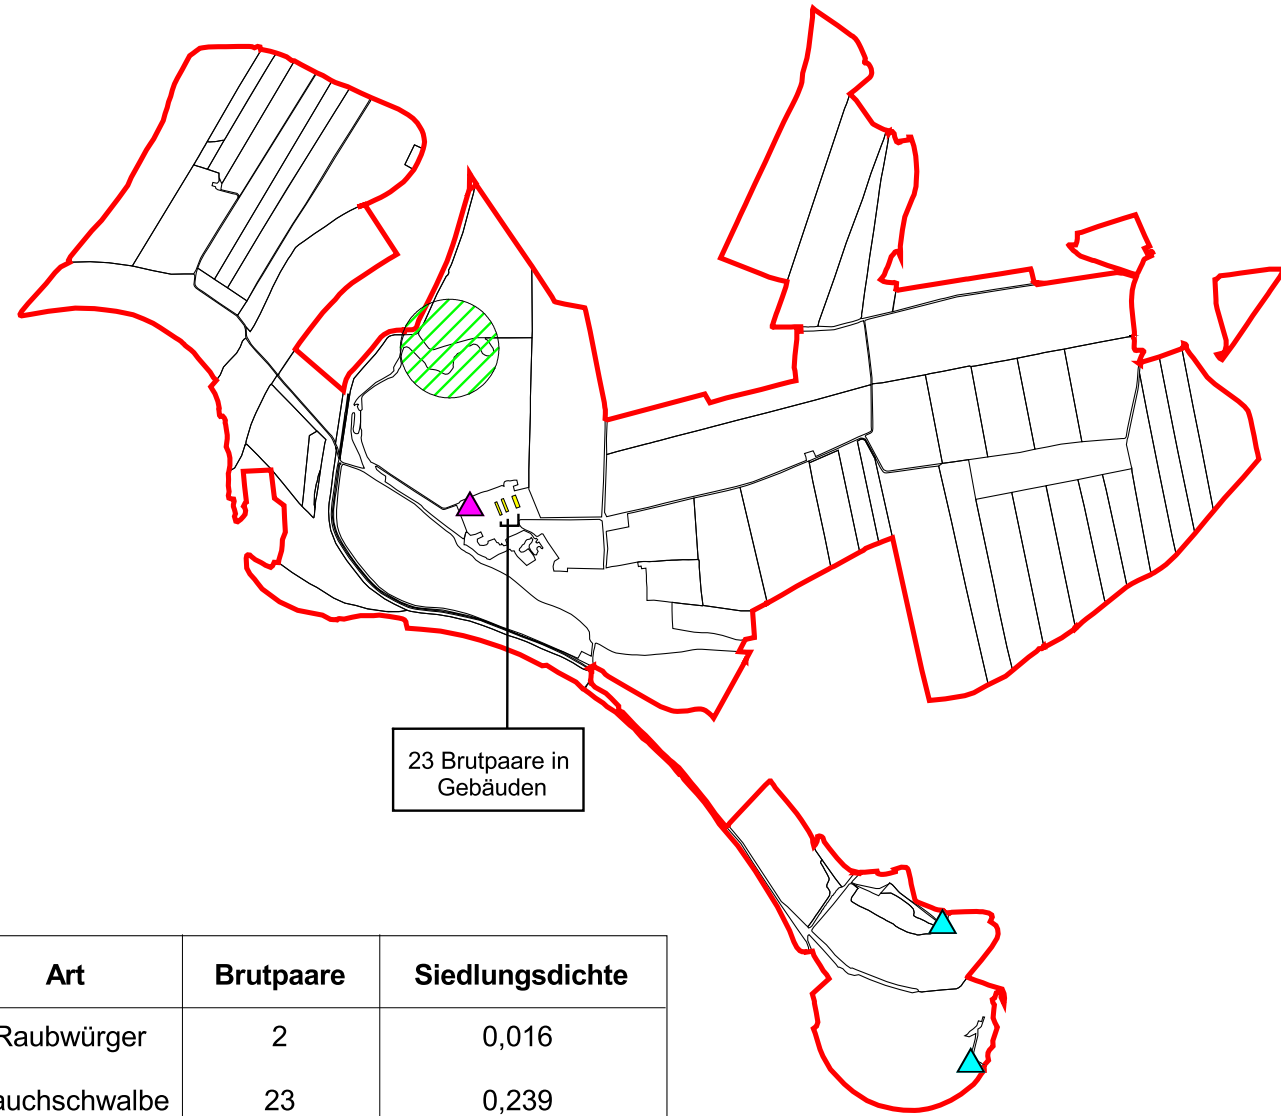 23 Brutpaare in
Gebäuden
Art Brutpaare Siedlungsdichte
Raubwürger 2 0,016
auchschwalbe 23 0,239